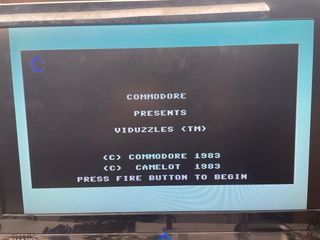 COMMODORE
PRESENTS
VIDUZZLES (TM)
(C) COMMODORE 1983
(C) CAMELOT 1983
PRESS FIRE BUTTON TO BEGIN